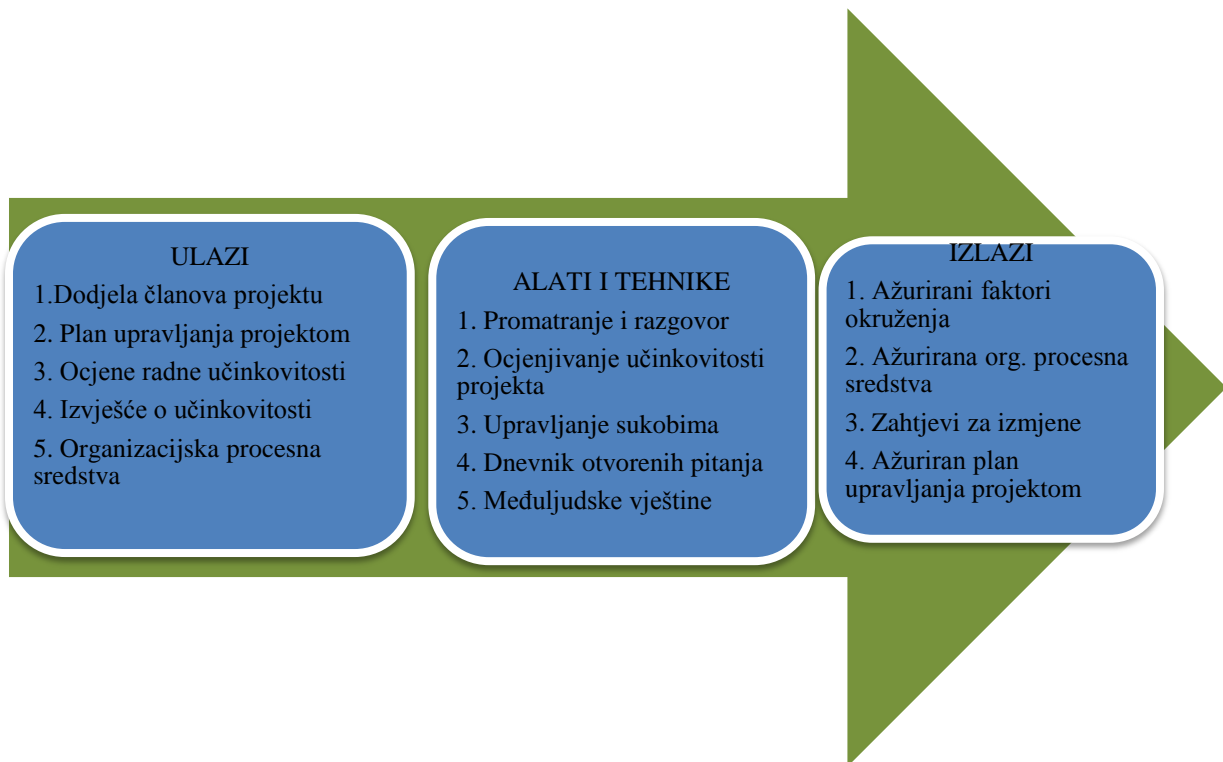 ULAZI
1.Dodjela članova projektu
2. Plan upravljanja projektom
3. Ocjene radne učinkovitosti
4. Izvješće o učinkovitosti
5. Organizacijska procesna
sredstva
ALATI I TEHNIKE
1. Promatranje i razgovor
2. Ocjenjivanje učinkovitosti
projekta
3. Upravljanje sukobima
4. Dnevnik otvorenih pitanja
5. Međuljudske vještine
IZLAZI
1. Ažurirani faktori
okruženja
2. Ažurirana org. procesna
sredstva
3. Zahtjevi za izmjene
4. Ažuriran plan
upravljanja projektom